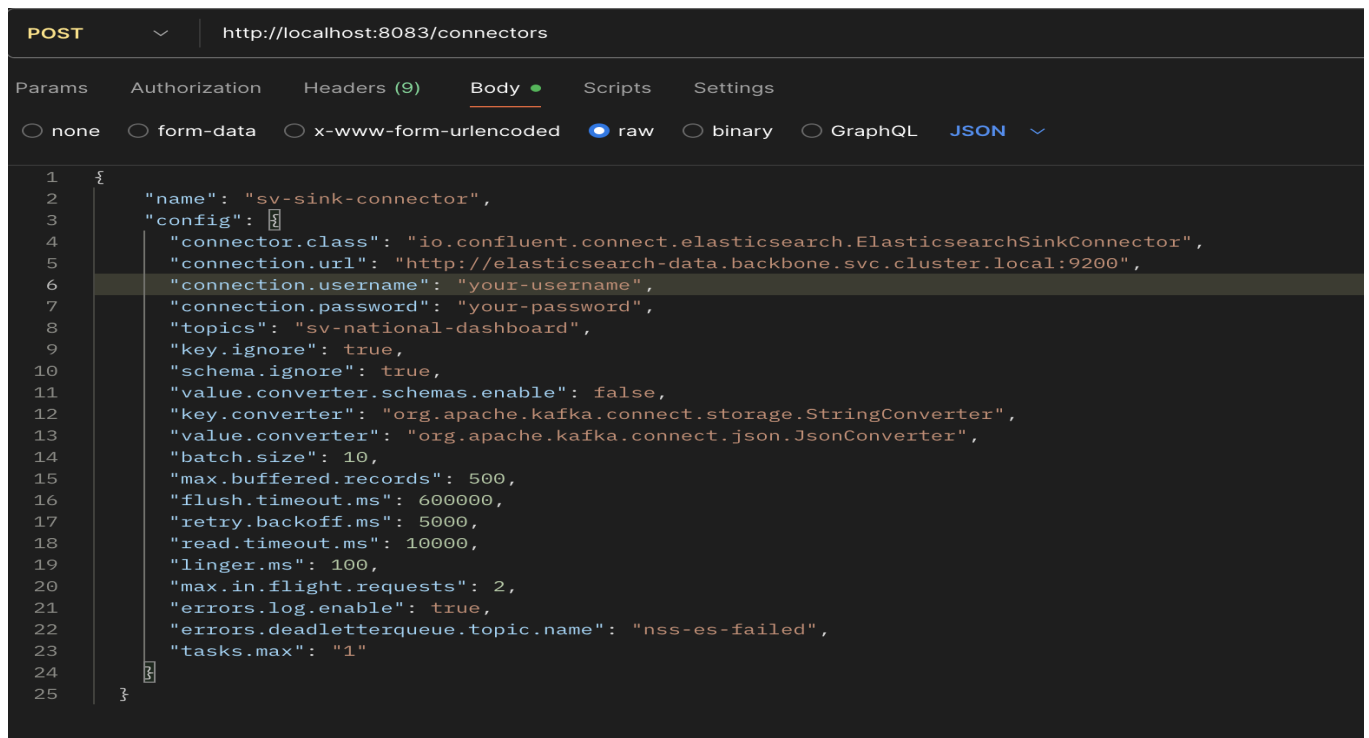 POST http://localhost:8083/connectors
Params Authorization Headers (9) Body Scripts Settings
none form-data x-www-form-urlencoded raw binary GraphQL JSON
1 {
2 "name": "sv-sink-connector",
3 "config": {
4 "connector.class": "io.confluent.connect.elasticsearch.ElasticsearchSinkConnector",
5 "connection.url": "http://elasticsearch-data.backbone.svc.cluster.local:9200",
6 "connection.username": "your-username",
7 "connection.password": "your-password",
8 "topics": "sv-national-dashboard",
9 "key.ignore": true,
10 "schema.ignore": true,
11 "value.converter.schemas.enable": false,
12 "key.converter": "org.apache.kafka.connect.storage.StringConverter",
13 "value.converter": "org.apache.kafka.connect.json.JsonConverter",
14 "batch.size": 10,
15 "max.buffered.records": 500,
16 "flush.timeout.ms": 600000,
17 "retry.backoff.ms": 5000,
18 "read.timeout.ms": 10000,
19 "linger.ms": 100,
20 "max.in.flight.requests": 2,
21 "errors.log.enable": true,
22 "errors.deadletterqueue.topic.name": "nss-es-failed",
23 "tasks.max": "1"
24 }
25 }